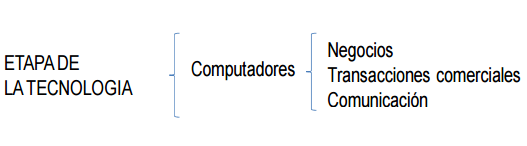 ETAPA DE
LA TECNOLOGIA
Computadores
Negocios
Transacciones comerciales
Comunicación